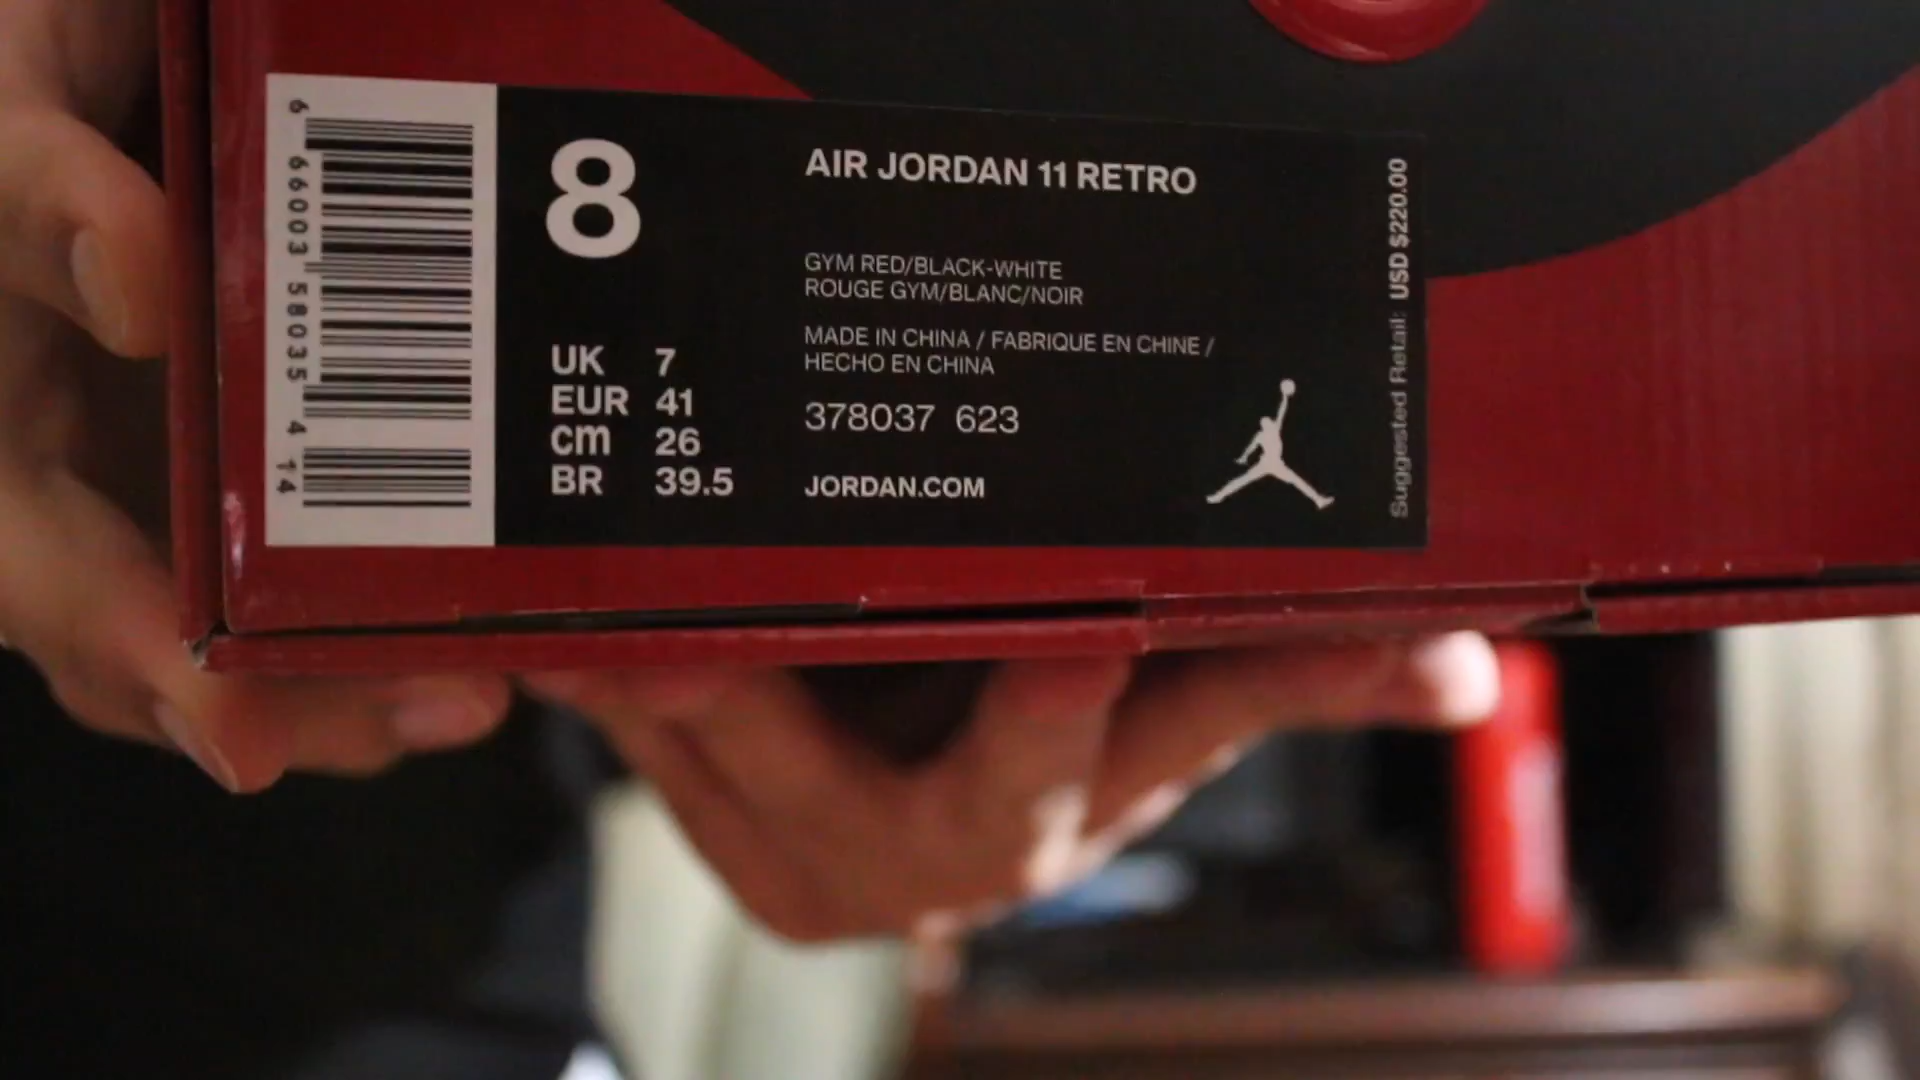 6 66003 58035 4 14
8
AIR JORDAN 11 RETRO
GYM RED/BLACK-WHITE
ROUGE GYM/BLANC/NOIR
MADE IN CHINA / FABRIQUE EN CHINE /
HECHO EN CHINA
UK 7
EUR 41
cm 26
BR 39.5
378037 623
JORDAN.COM
Suggested Retail: USD $220.00